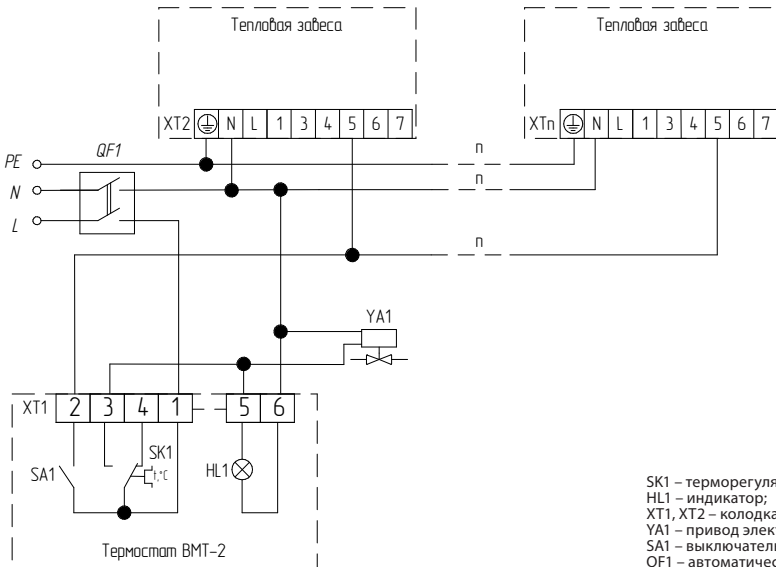 Тепловая завеса
Тепловая завеса
XT2 N L 1 3 4 5 6 7
XTn N L 1 3 4 5 6 7
PE
QF1
n
N
n
L
n
YA1
XT1 2 3 4 1 5 6
SA1
SK1
t,°C
HL1
Термостат ВМТ-2
SK1 – терморегуля
HL1 – индикатор;
XT1, XT2 – колодка
YA1 – привод элек
SA1 – выключатель
QF1 – автоматичес